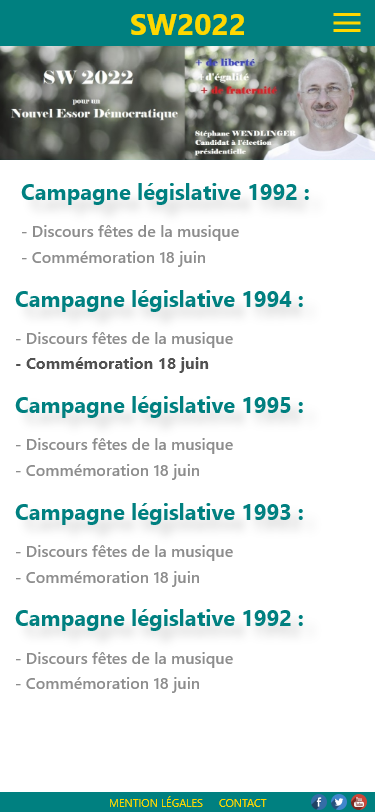 SW2022
SW 2022
pour un
Nouvel Essor Démocratique
+ de liberté
+ d'égalité
+ de fraternité
Stéphane WENDLINGER
Candidat à l'élection
présidentielle
Campagne législative 1992 :
- Discours fêtes de la musique
- Commémoration 18 juin
Campagne législative 1994 :
- Discours fêtes de la musique
- Commémoration 18 juin
Campagne législative 1995 :
- Discours fêtes de la musique
- Commémoration 18 juin
Campagne législative 1993 :
- Discours fêtes de la musique
- Commémoration 18 juin
Campagne législative 1992 :
- Discours fêtes de la musique
- Commémoration 18 juin
MENTION LÉGALES CONTACT